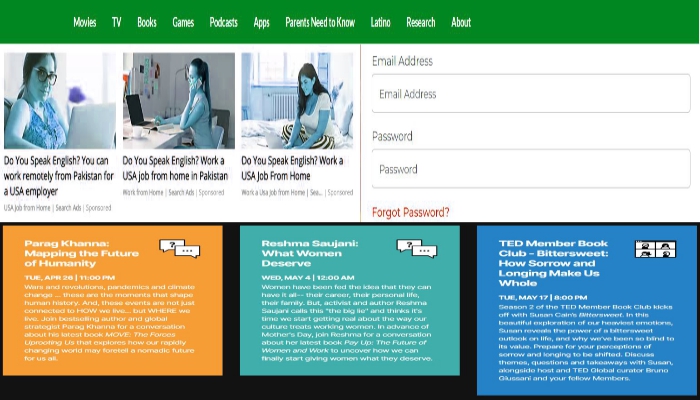 Movies TV Books Games Podcasts Apps Parents Need to Know Latino Research About
Do You Speak English? You can
work remotely from Pakistan for
a USA employer
USA Job from Home | Search Ads | Sponsored
Do You Speak English? Work a
USA job from home in Pakistan
Work from Home | Search Ads | Sponsored
Do You Speak English? Work a
USA Job From Home
Work a Usa Job from Home | Sea... | Sponsored
Email Address
Email Address
Password
Password
Forgot Password?
Parag Khanna:
Mapping the Future
of Humanity
TUE, APR 26 | 11:00 PM
Wars and revolutions, pandemics and climate
change ... these are the moments that shape
human history. And, these events are not just
connected to HOW we live... but WHERE we
live. Join bestselling author and global
strategist Parag Khanna for a conversation
about his latest book MOVE: The Forces
Uprooting Us that explores how our rapidly
changing world may foretell a nomadic future
for us all.
Reshma Saujani:
What Women
Deserve
WED, MAY 4 | 12:00 AM
Women have been fed the idea that they can
have it all–- their career, their personal life,
their family. But, activist and author Reshma
Saujani calls this "the big lie" and thinks it's
time we start getting real about the way our
culture treats working women. In advance of
Mother's Day, join Reshma for a conversation
about her latest book Pay Up: The Future of
Women and Work to uncover how we can
finally start giving women what they deserve.
TED Member Book
Club - Bittersweet:
How Sorrow and
Longing Make Us
Whole
TUE, MAY 17 | 8:00 PM
Season 2 of the TED Member Book Club kicks
off with Susan Cain's Bittersweet. In this
beautiful exploration of our heaviest emotions,
Susan reveals the power of a bittersweet
outlook on life, and why we've been so blind to
its value. Prepare for your perceptions of
sorrow and longing to be shifted. Discuss
themes, questions and takeaways with Susan,
alongside host and TED Global curator Bruno
Giussani and your fellow Members.